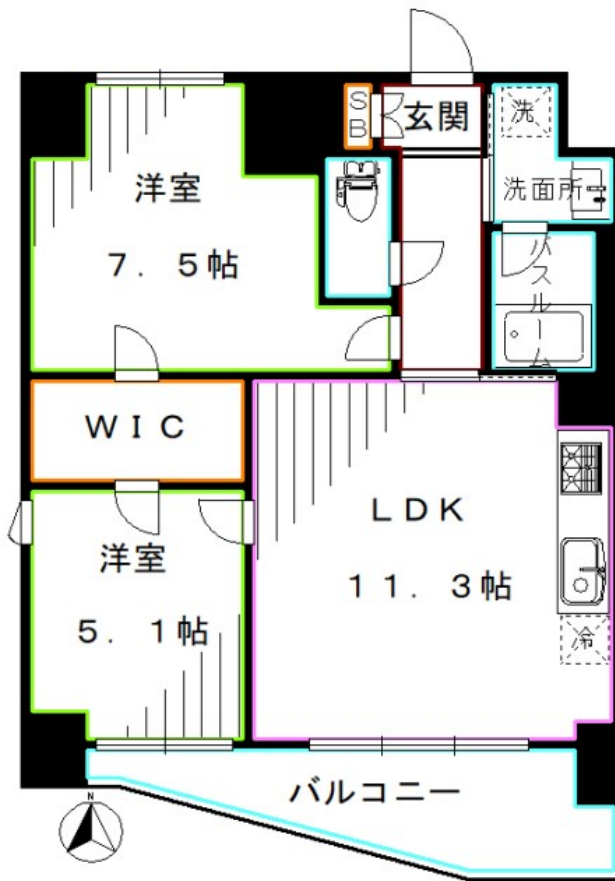 SB
玄関
洗
洋室
7.5帖
洗面所
バスルーム
WIC
LDK
11.3帖
洋室
5.1帖
冷
バルコニー
N